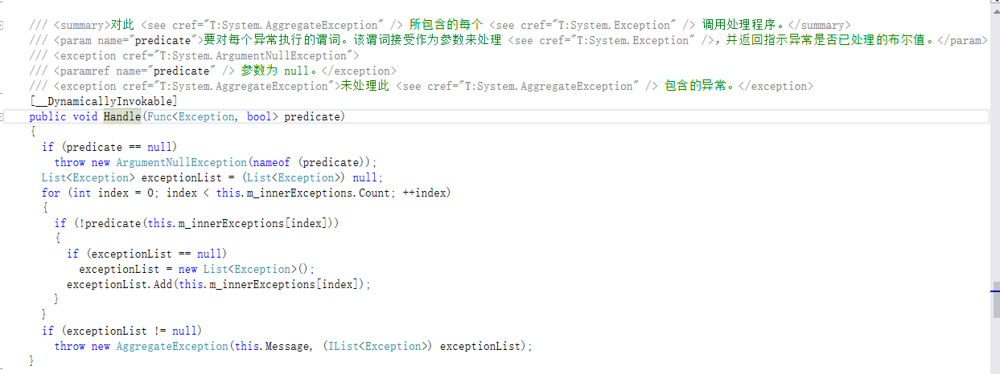 /// <summary>对此 <see cref="T:System.AggregateException" /> 所包含的每个 <see cref="T:System.Exception" /> 调用处理程序。</summary>
/// <param name="predicate">要对每个异常执行的谓词。该谓词接受作为参数来处理 <see cref="T:System.Exception" />，并返回指示异常是否已处理的布尔值。</param>
/// <exception cref="T:System.ArgumentNullException">
/// <paramref name="predicate" /> 参数为 null。</exception>
/// <exception cref="T:System.AggregateException">未处理此 <see cref="T:System.AggregateException" /> 包含的异常。</exception>
[__DynamicallyInvokable]
public void Handle(Func<Exception, bool> predicate)
{
  if (predicate == null)
    throw new ArgumentNullException(nameof (predicate));
  List<Exception> exceptionList = (List<Exception>) null;
  for (int index = 0; index < this.m_innerExceptions.Count; ++index)
  {
    if (!predicate(this.m_innerExceptions[index]))
    {
      if (exceptionList == null)
        exceptionList = new List<Exception>();
      exceptionList.Add(this.m_innerExceptions[index]);
    }
  }
  if (exceptionList != null)
    throw new AggregateException(this.Message, (IList<Exception>) exceptionList);
}